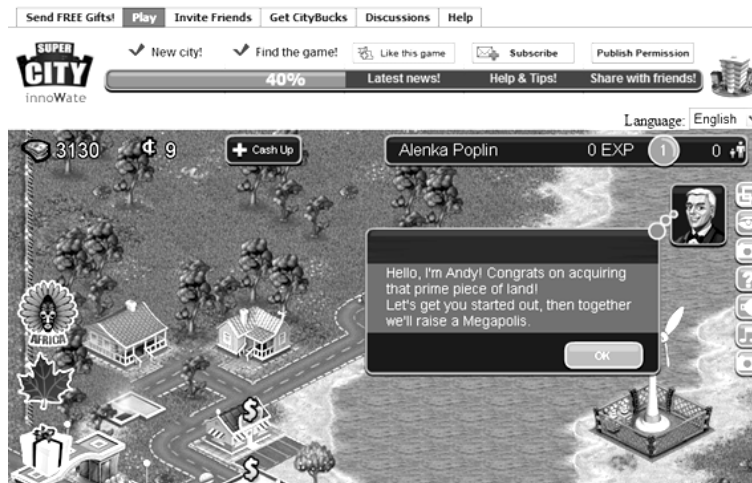 Send FREE Gifts! Play Invite Friends Get CityBucks Discussions Help
SUPER
CITY
innoWate
New city! Find the game! Like this game Subscribe Publish Permission
40% Latest news! Help & Tips! Share with friends!
Language: English
3130 9 Cash Up Alenka Poplin 0 EXP 1 0
Hello, I'm Andy! Congrats on acquiring
that prime piece of land!
Let's get you started out, then together
we'll raise a Megapolis.
OK
AFRICA
$
$